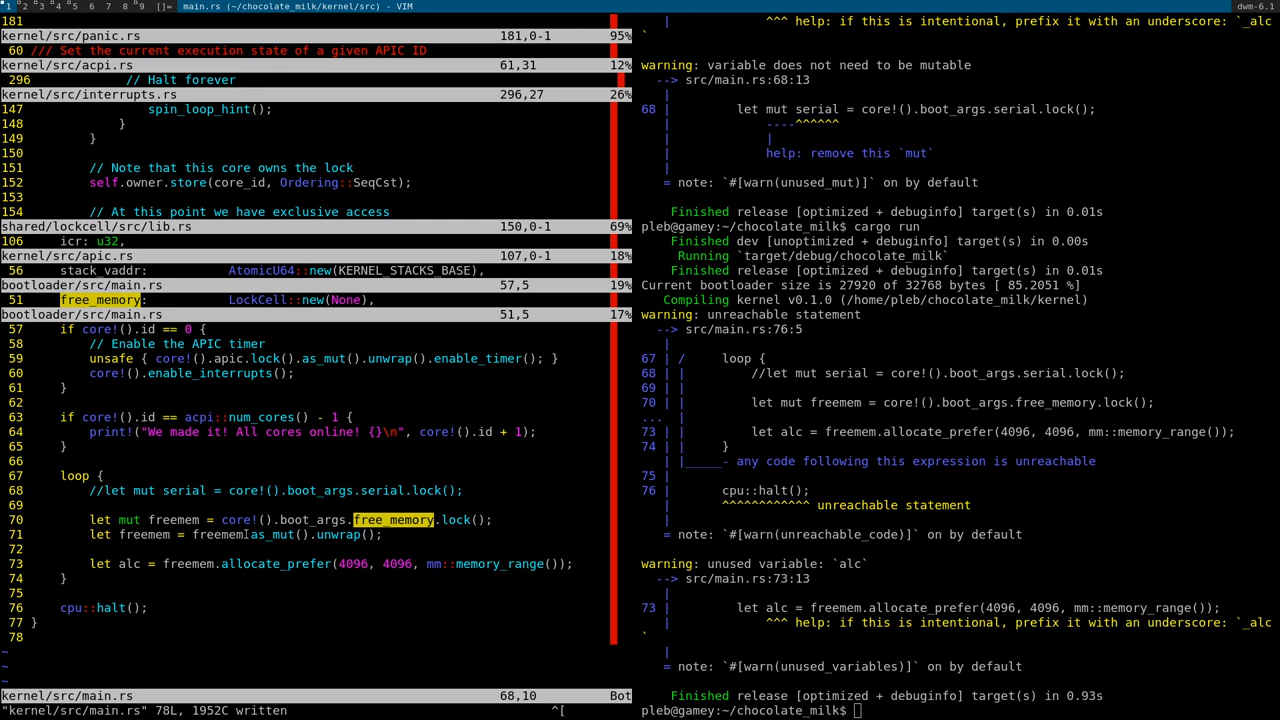 1 2 3 4 5 6 7 8 9 []= main.rs (~/chocolate_milk/kernel/src) - VIM dwm-6.1
181
kernel/src/panic.rs 181,0-1 95%
60 /// Set the current execution state of a given APIC ID
kernel/src/acpi.rs 61,31 12%
296 // Halt forever
kernel/src/interrupts.rs 296,27 26%
147 spin_loop_hint();
148 }
149 }
150
151 // Note that this core owns the lock
152 self.owner.store(core_id, Ordering::SeqCst);
153
154 // At this point we have exclusive access
shared/lockcell/src/lib.rs 150,0-1 69%
106 icr: u32,
kernel/src/apic.rs 107,0-1 18%
56 stack_vaddr: AtomicU64::new(KERNEL_STACKS_BASE),
bootloader/src/main.rs 57,5 19%
51 free_memory: LockCell::new(None),
bootloader/src/main.rs 51,5 17%
57 if core!().id == 0 {
58 // Enable the APIC timer
59 unsafe { core!().apic.lock().as_mut().unwrap().enable_timer(); }
60 core!().enable_interrupts();
61 }
62
63 if core!().id == acpi::num_cores() - 1 {
64 print!("We made it! All cores online! {}\n", core!().id + 1);
65 }
66
67 loop {
68 //let mut serial = core!().boot_args.serial.lock();
69
70 let mut freemem = core!().boot_args.free_memory.lock();
71 let freemem = freemem.as_mut().unwrap();
72
73 let alc = freemem.allocate_prefer(4096, 4096, mm::memory_range());
74 }
75
76 cpu::halt();
77 }
78
~
~
~
kernel/src/main.rs 68,10 Bot
"kernel/src/main.rs" 78L, 1952C written ^[
| ^^^ help: if this is intentional, prefix it with an underscore: `_alc
`
warning: variable does not need to be mutable
--> src/main.rs:68:13
|
68 | let mut serial = core!().boot_args.serial.lock();
| ----^^^^^^
| |
| help: remove this `mut`
|
= note: `#[warn(unused_mut)]` on by default
Finished release [optimized + debuginfo] target(s) in 0.01s
pleb@gamey:~/chocolate_milk$ cargo run
Finished dev [unoptimized + debuginfo] target(s) in 0.00s
Running `target/debug/chocolate_milk`
Finished release [optimized + debuginfo] target(s) in 0.01s
Current bootloader size is 27920 of 32768 bytes [ 85.2051 %]
Compiling kernel v0.1.0 (/home/pleb/chocolate_milk/kernel)
warning: unreachable statement
--> src/main.rs:76:5
|
67 | / loop {
68 | | //let mut serial = core!().boot_args.serial.lock();
69 | |
70 | | let mut freemem = core!().boot_args.free_memory.lock();
... |
73 | | let alc = freemem.allocate_prefer(4096, 4096, mm::memory_range());
74 | | }
| |_____- any code following this expression is unreachable
75 |
76 | cpu::halt();
| ^^^^^^^^^^^^ unreachable statement
|
= note: `#[warn(unreachable_code)]` on by default
warning: unused variable: `alc`
--> src/main.rs:73:13
|
73 | let alc = freemem.allocate_prefer(4096, 4096, mm::memory_range());
| ^^^ help: if this is intentional, prefix it with an underscore: `_alc
`
|
= note: `#[warn(unused_variables)]` on by default
Finished release [optimized + debuginfo] target(s) in 0.93s
pleb@gamey:~/chocolate_milk$